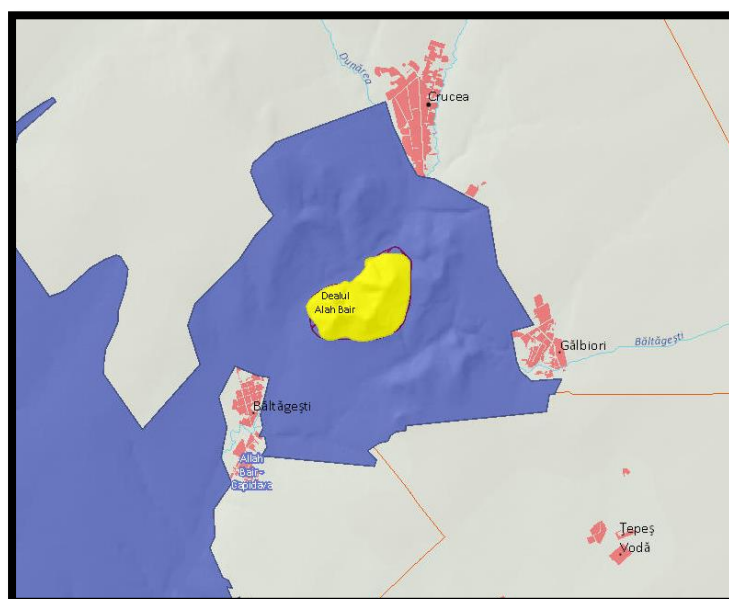 Dunărea
Crucea
Dealul
Alah Bair
Gălbiori
Băltăgești
Băltăgești
Allah
Bair -
Capidava
Țepeș
Vodă